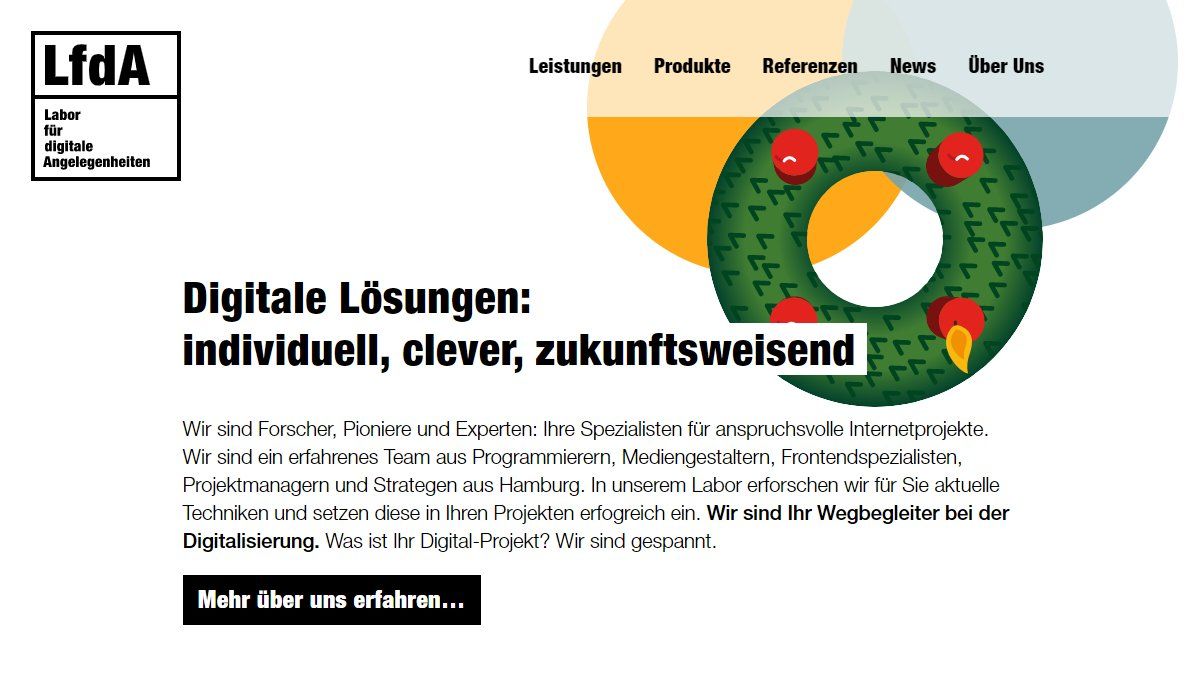 LfdA
Labor
für
digitale
Angelegenheiten
Leistungen Produkte Referenzen News Über Uns
Digitale Lösungen:
individuell, clever, zukunftsweisend
Wir sind Forscher, Pioniere und Experten: Ihre Spezialisten für anspruchsvolle Internetprojekte.
Wir sind ein erfahrenes Team aus Programmierern, Mediengestaltern, Frontendspezialisten,
Projektmanagern und Strategen aus Hamburg. In unserem Labor erforschen wir für Sie aktuelle
Techniken und setzen diese in Ihren Projekten erfogreich ein. Wir sind Ihr Wegbegleiter bei der
Digitalisierung. Was ist Ihr Digital-Projekt? Wir sind gespannt.
Mehr über uns erfahren…